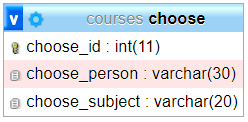 v courses choose
choose_id : int(11)
choose_person : varchar(30)
choose_subject : varchar(20)